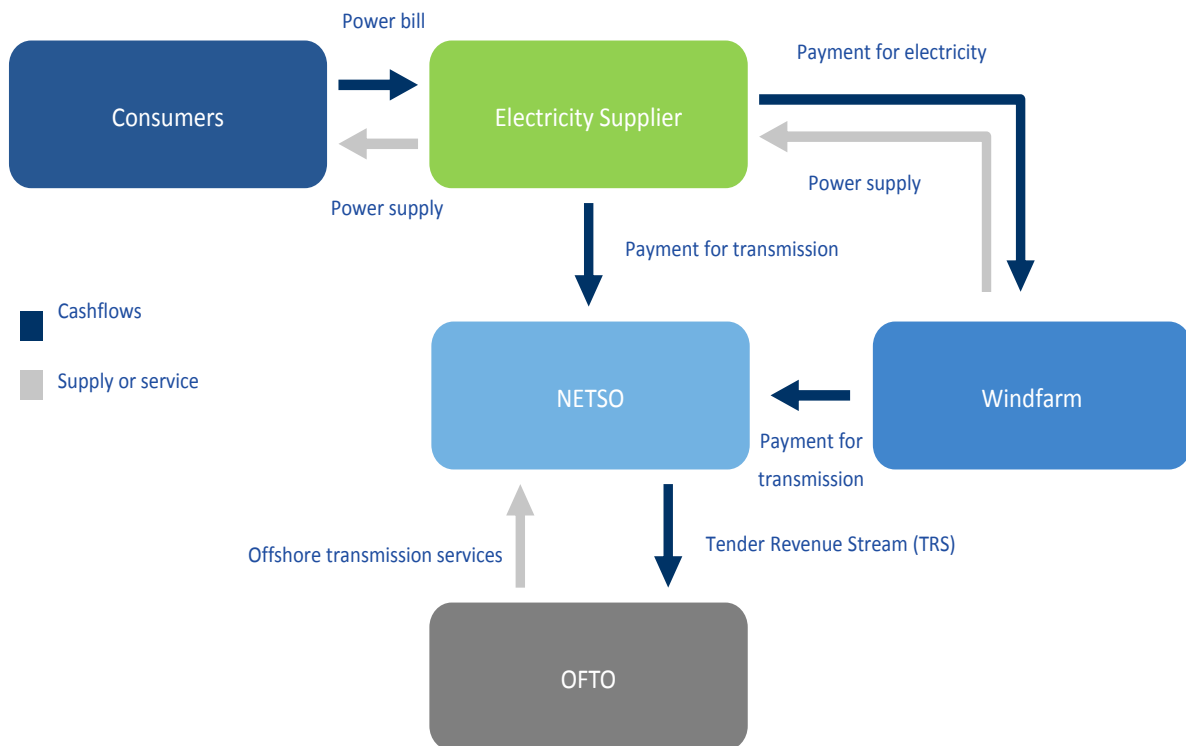 Power bill
Payment for electricity
Consumers
Electricity Supplier
Power supply
Power supply
Payment for transmission
Cashflows
Supply or service
NETSO
Windfarm
Payment for
transmission
Offshore transmission services
Tender Revenue Stream (TRS)
OFTO